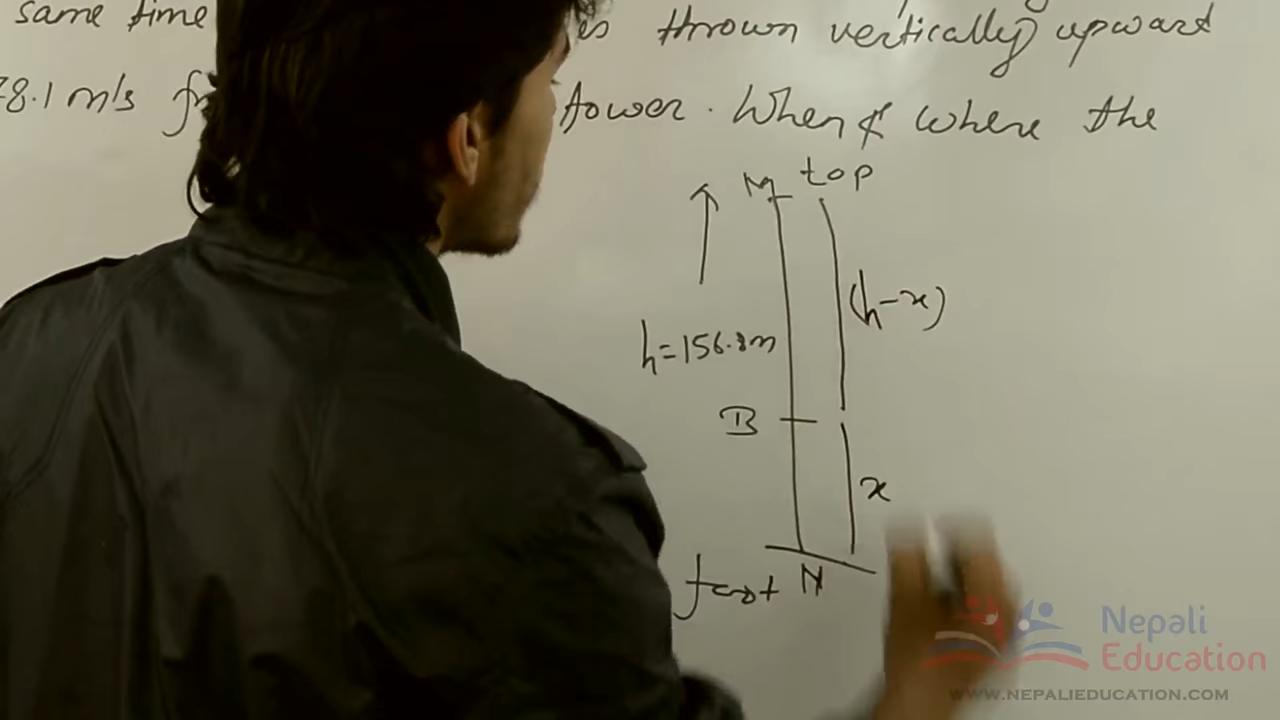 same time es thrown vertically upward
78.1 m/s fr tower. When & where the
M top
(h-x)
h=156.8m
B
x
foot N
Nepali
Education
WWW.NEPALIEDUCATION.COM